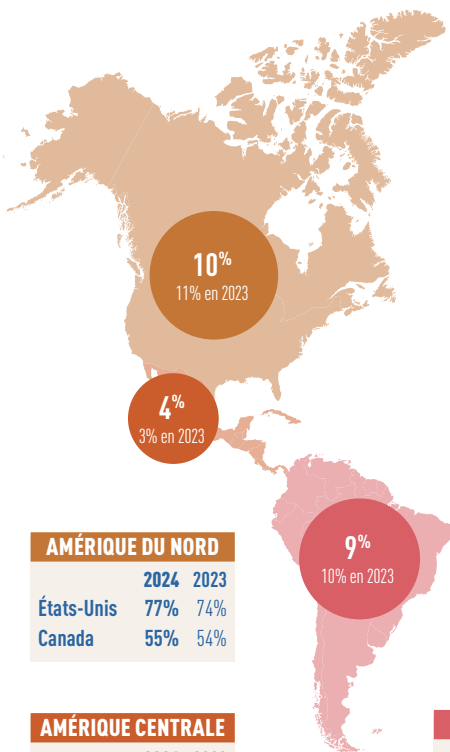 10%
11% en 2023
4%
3% en 2023
9%
10% en 2023
AMÉRIQUE DU NORD
2024 2023
États-Unis 77% 74%
Canada 55% 54%
AMÉRIQUE CENTRALE